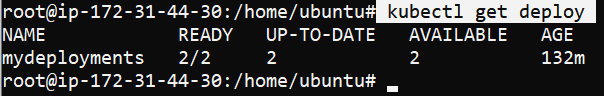 root@ip-172-31-44-30:/home/ubuntu# kubectl get deploy
NAME READY UP-TO-DATE AVAILABLE AGE
mydeployments 2/2 2 2 132m
root@ip-172-31-44-30:/home/ubuntu#